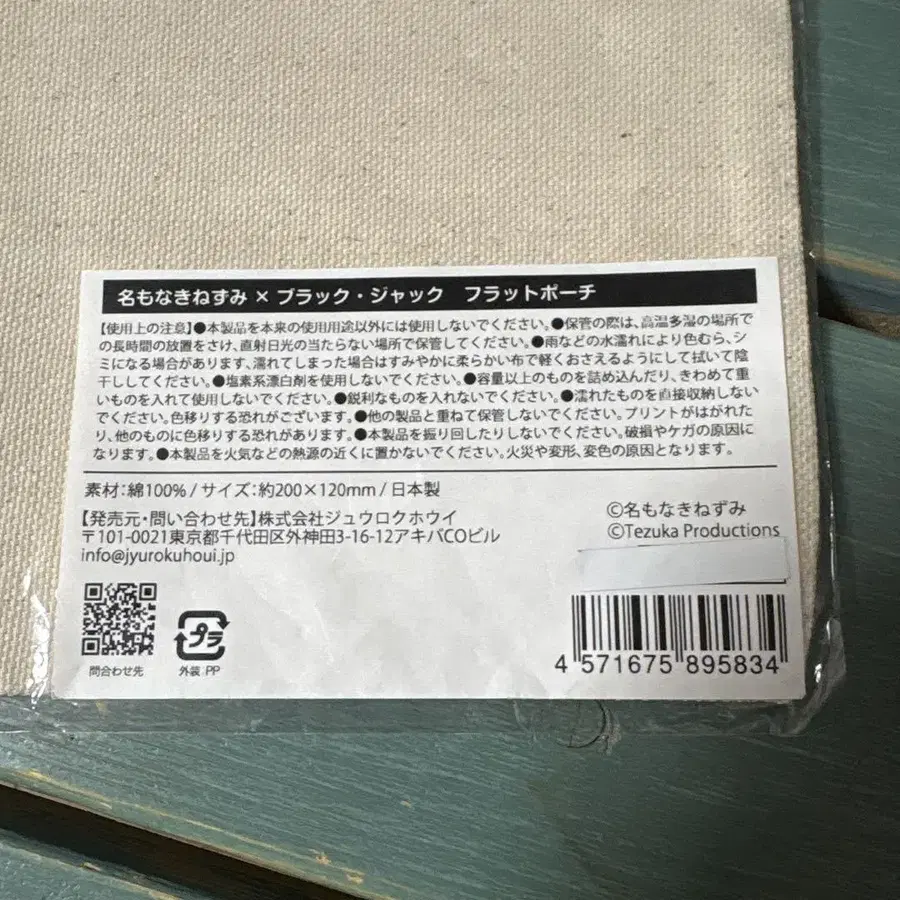 名もなきねずみ × ブラック・ジャック　フラットポーチ
【使用上の注意】●本製品を本来の使用用途以外には使用しないでください。●保管の際は、高温多湿の場所で
の長時間の放置をさけ、直射日光の当たらない場所で保管してください。●雨などの水濡れにより色むら、シ
ミになる場合があります、濡れてしまった場合はすみやかに柔らかい布で軽くおさえるようにして拭いて陰
干ししてください。●塩素系漂白剤を使用しないでください。●容量以上のものを詰め込んだり、きわめて重
いものを入れて使用しないでください。●鋭利なものを入れないでください。●濡れたものを直接収納しない
でください。色移りする恐れがございます。●他の製品と重ねて保管しないでください。プリントがはがれた
り、他のものに色移りする恐れがあります。●本製品を振り回したりしないでください。破損やケガの原因に
なります。●本製品を火気などの熱源の近くに置かないでください。火災や変形、変色の原因となります。
素材:綿100% / サイズ:約200×120mm / 日本製
【発売元・問い合わせ先】株式会社ジュウロクホウイ
〒101-0021東京都千代田区外神田3-16-12アキバCOビル
info@jyurokuhoui.jp
©名もなきねずみ
©Tezuka Productions
問合わせ先
プラ
外装:PP
4 571675 895834